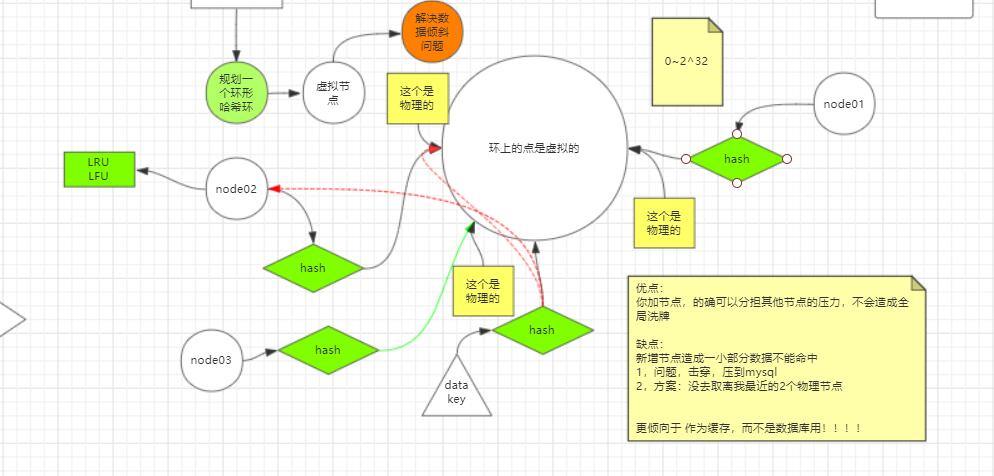 解决数
据倾斜
问题
规划一
个环形
哈希环
虚拟节
点
这个是
物理的
0~2^32
node01
环上的点是虚拟的
hash
LRU
LFU
node02
这个是
物理的
hash
这个是
物理的
hash
node03
hash
data
key
优点：
你加节点，的确可以分担其他节点的压力，不会造成全
局洗牌
缺点：
新增节点造成一小部分数据不能命中
1，问题，击穿，压到mysql
2，方案：没去取离我最近的2个物理节点
更倾向于 作为缓存，而不是数据库用！！！！